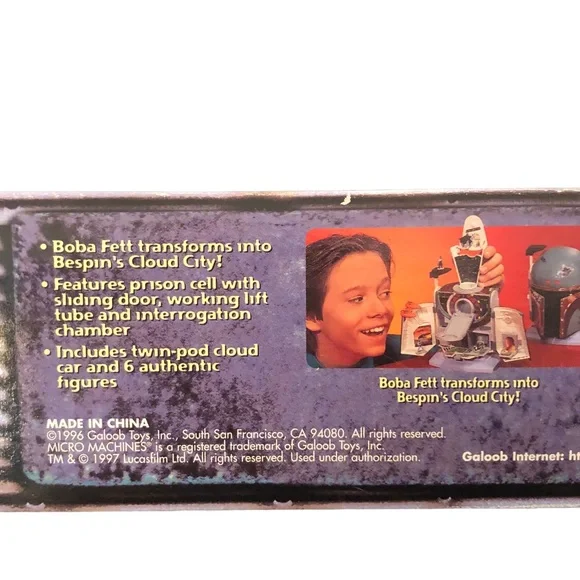 • Boba Fett transforms into
Bespin's Cloud City!
• Features prison cell with
sliding door, working lift
tube and interrogation
chamber
• Includes twin-pod cloud
car and 6 authentic
figures
Boba Fett transforms into
Bespin's Cloud City!
MADE IN CHINA
©1996 Galoob Toys, Inc., South San Francisco, CA 94080. All rights reserved.
MICRO MACHINES® is a registered trademark of Galoob Toys, Inc.
TM & © 1997 Lucasfilm Ltd. All rights reserved. Used under authorization.
Galoob Internet: ht